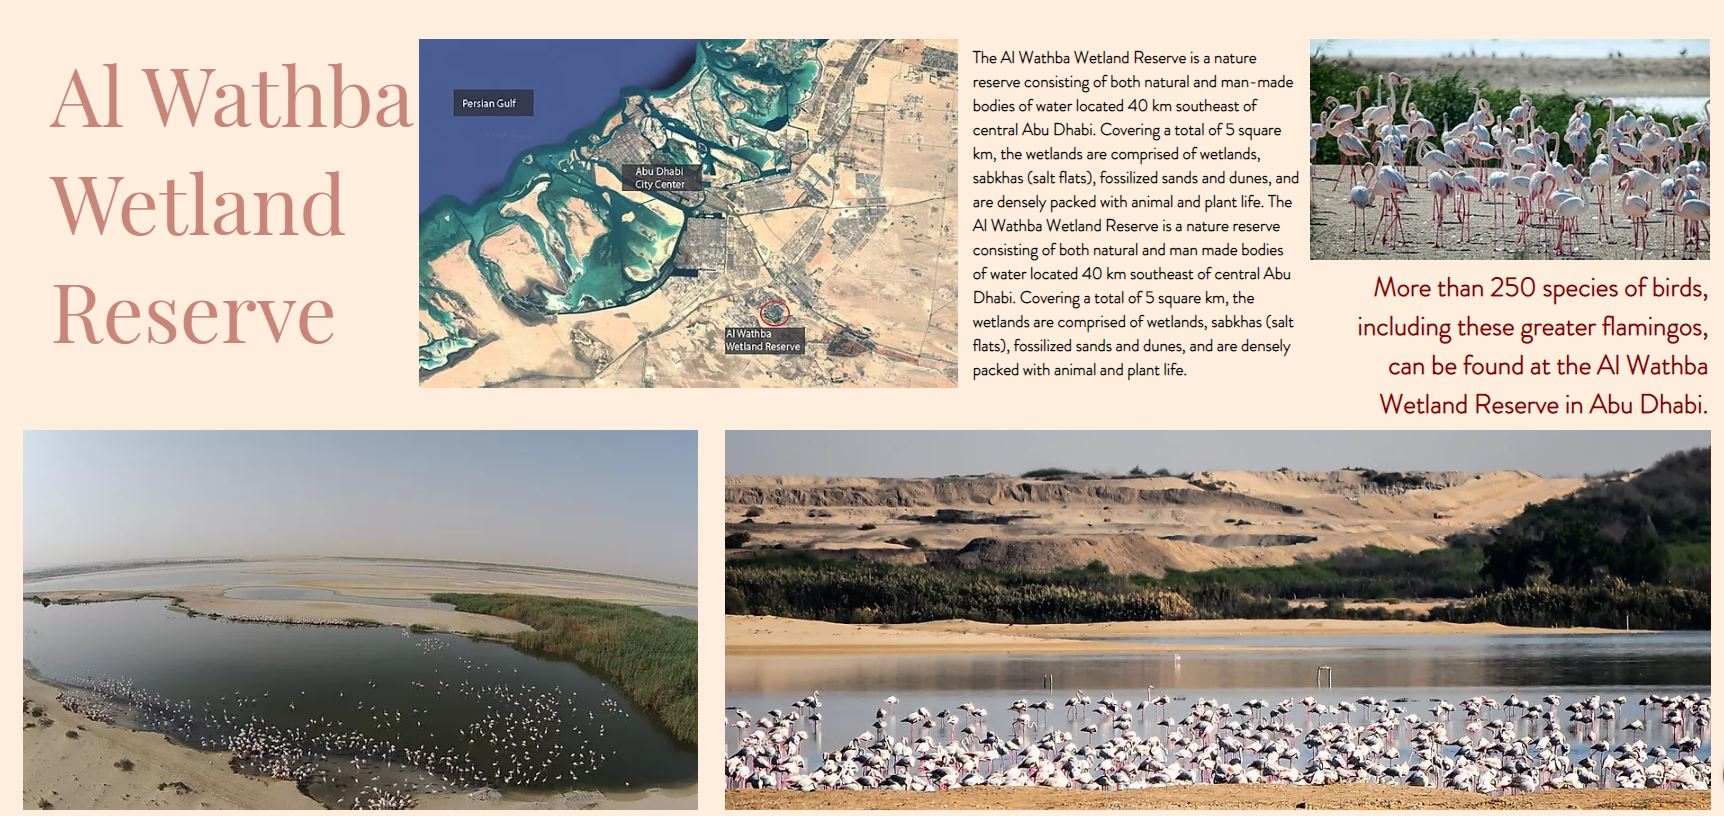 Al Wathba
Wetland
Reserve
Persian Gulf
Abu Dhabi
City Center
Al Wathba
Wetland Reserve
The Al Wathba Wetland Reserve is a nature
reserve consisting of both natural and man-made
bodies of water located 40 km southeast of
central Abu Dhabi. Covering a total of 5 square
km, the wetlands are comprised of wetlands,
sabkhas (salt flats), fossilized sands and dunes, and
are densely packed with animal and plant life. The
Al Wathba Wetland Reserve is a nature reserve
consisting of both natural and man made bodies
of water located 40 km southeast of central Abu
Dhabi. Covering a total of 5 square km, the
wetlands are comprised of wetlands, sabkhas (salt
flats), fossilized sands and dunes, and are densely
packed with animal and plant life.
More than 250 species of birds,
including these greater flamingos,
can be found at the Al Wathba
Wetland Reserve in Abu Dhabi.